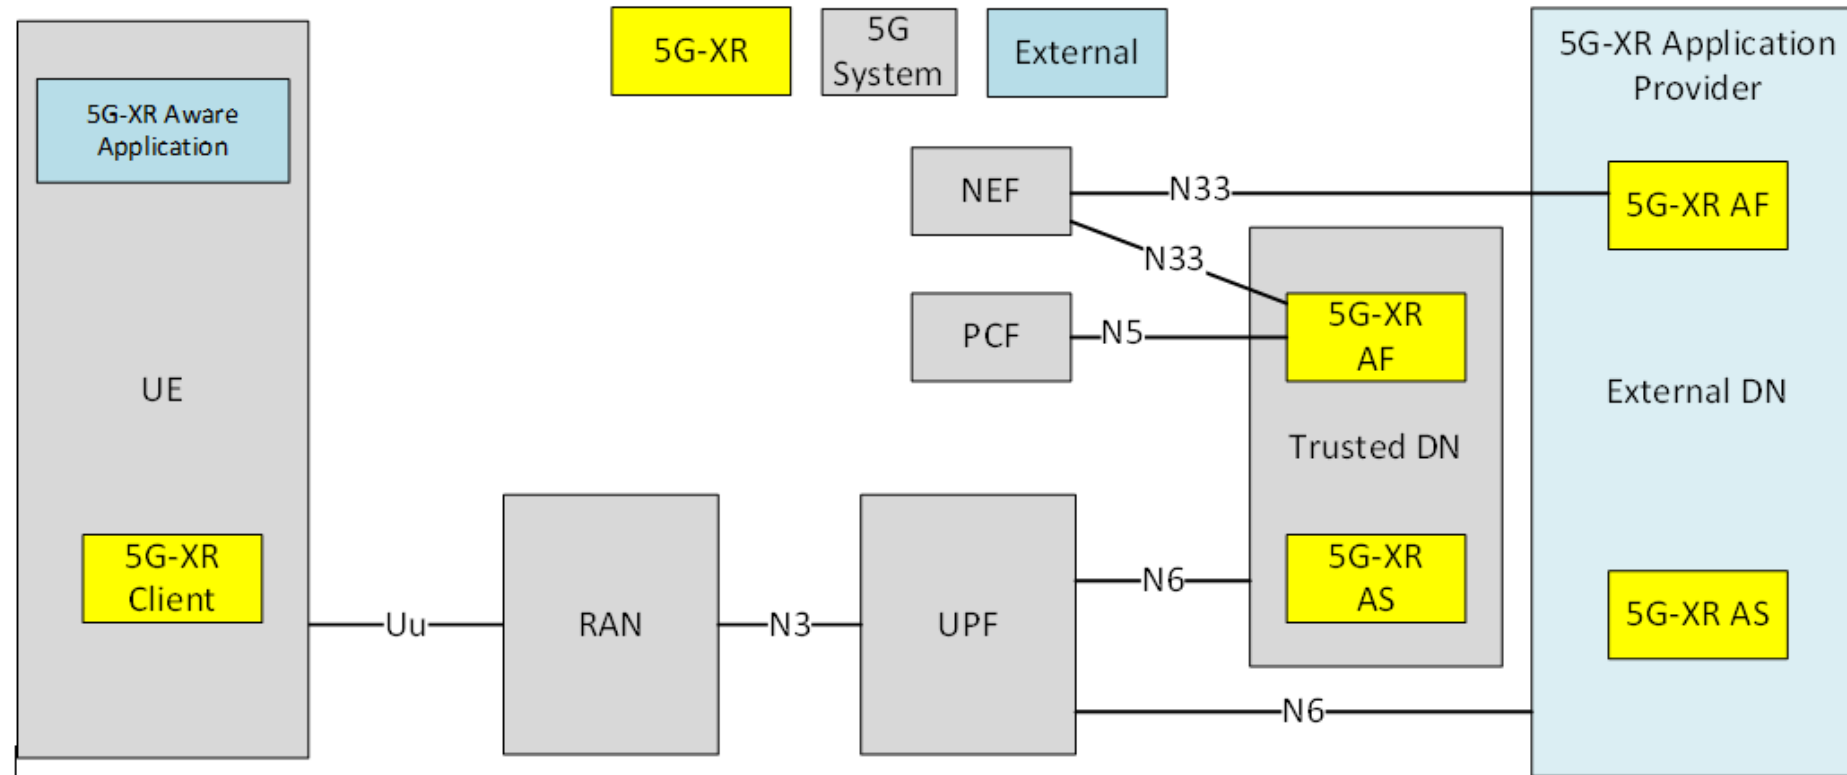 5G-XR
5G
System
External
5G-XR Application
Provider
5G-XR Aware
Application
NEF
N33
5G-XR AF
N33
5G-XR
AF
PCF
N5
UE
External DN
Trusted DN
5G-XR
Client
5G-XR
AS
N6
5G-XR AS
Uu
RAN
N3
UPF
N6